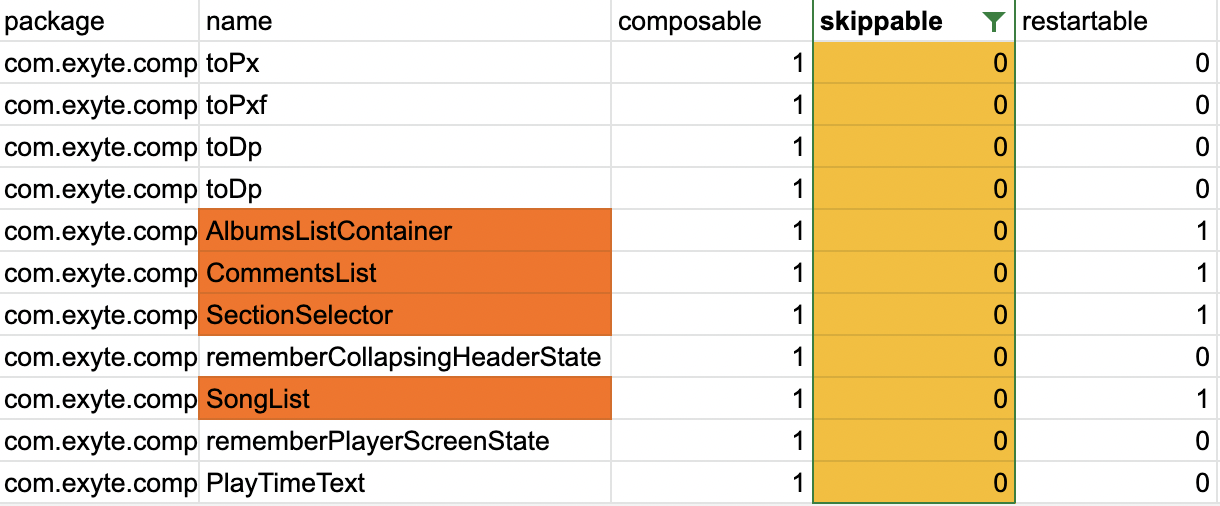 package name composable skippable restartable
com.exyte.comp toPx 1 0 0
com.exyte.comp toPxf 1 0 0
com.exyte.comp toDp 1 0 0
com.exyte.comp toDp 1 0 0
com.exyte.comp AlbumsListContainer 1 0 1
com.exyte.comp CommentsList 1 0 1
com.exyte.comp SectionSelector 1 0 1
com.exyte.comp rememberCollapsingHeaderState 1 0 0
com.exyte.comp SongList 1 0 1
com.exyte.comp rememberPlayerScreenState 1 0 0
com.exyte.comp PlayTimeText 1 0 0